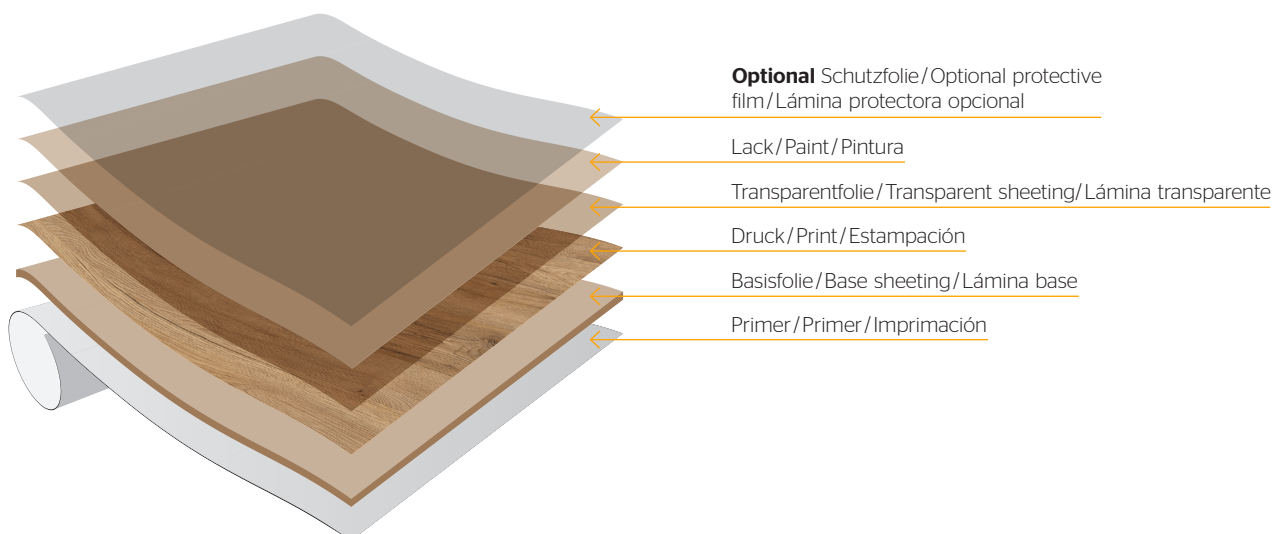 Optional Schutzfolie/Optional protective
film/Lámina protectora opcional
Lack/Paint/Pintura
Transparentfolie/Transparent sheeting/Lámina transparente
Druck/Print/Estampación
Basisfolie/Base sheeting/Lámina base
Primer/Primer/Imprimación